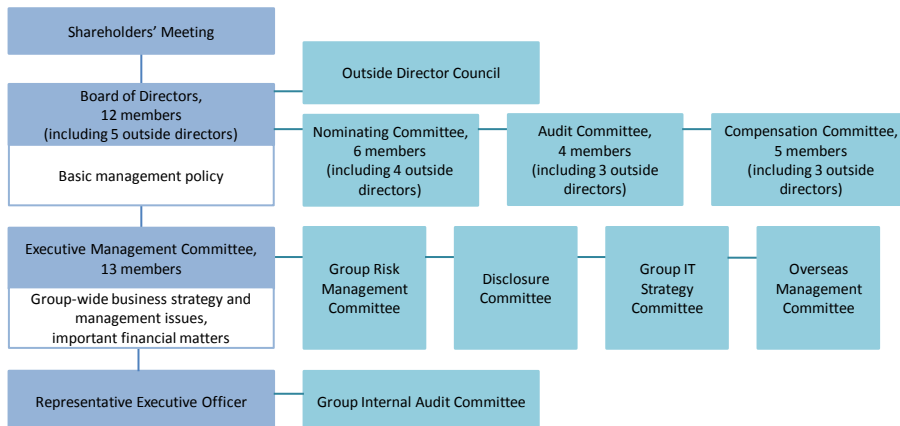 Shareholders' Meeting
Outside Director Council
Board of Directors,
12 members
(including 5 outside directors)
Basic management policy
Nominating Committee,
6 members
(including 4 outside
directors)
Audit Committee,
4 members
(including 3 outside
directors)
Compensation Committee,
5 members
(including 3 outside
directors)
Executive Management Committee,
13 members
Group-wide business strategy and
management issues,
important financial matters
Group Risk
Management
Committee
Disclosure
Committee
Group IT
Strategy
Committee
Overseas
Management
Committee
Representative Executive Officer
Group Internal Audit Committee